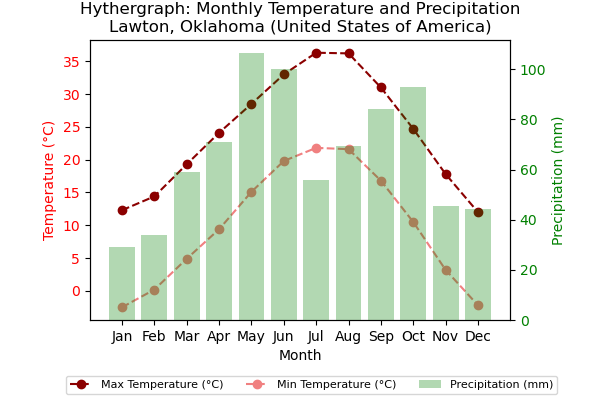 Hythergraph: Monthly Temperature and Precipitation
Lawton, Oklahoma (United States of America)
Temperature (°C)
35
30
25
20
15
10
5
0
100
80
60
40
20
0
Precipitation (mm)
Jan Feb Mar Apr May Jun Jul Aug Sep Oct Nov Dec
Month
Max Temperature (°C) Min Temperature (°C) Precipitation (mm)